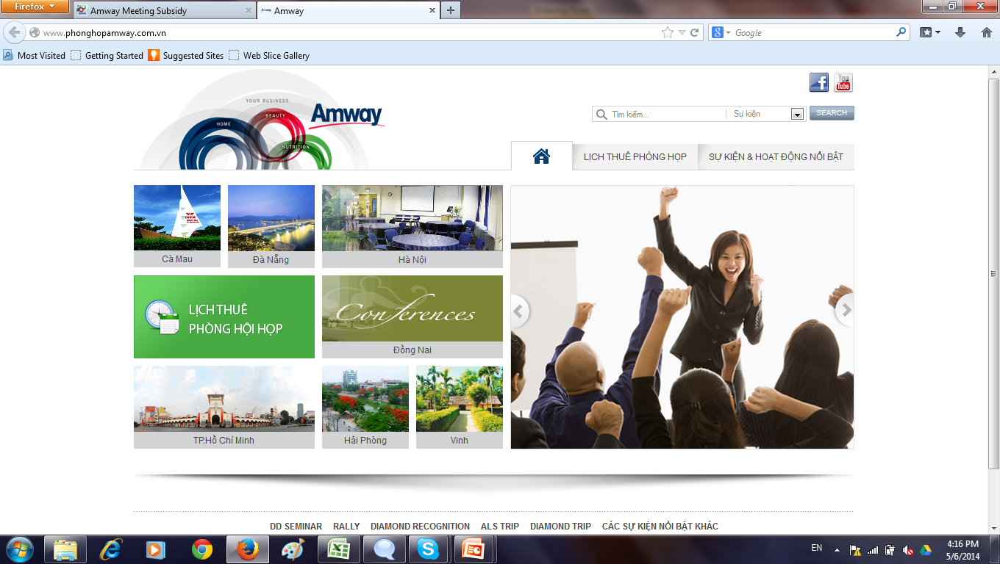 Firefox
Amway Meeting Subsidy
Amway
www.phonghopamway.com.vn
Google
Most Visited
Getting Started
Suggested Sites
Web Slice Gallery
YOUR BUSINESS
BEAUTY
HOME
NUTRITION
Amway
You Tube
Tìm kiếm...
Sự kiện
SEARCH
LỊCH THUÊ PHÒNG HỌP
SỰ KIỆN & HOẠT ĐỘNG NỔI BẬT
Cà Mau
Đà Nẵng
Hà Nội
LỊCH THUÊ
PHÒNG HỘI HỌP
Conferences
Đồng Nai
TP.Hồ Chí Minh
Hải Phòng
Vinh
DD SEMINAR
RALLY
DIAMOND RECOGNITION
ALS TRIP
DIAMOND TRIP
CÁC SỰ KIỆN NỔI BẬT KHÁC
EN
4:16 PM
5/6/2014